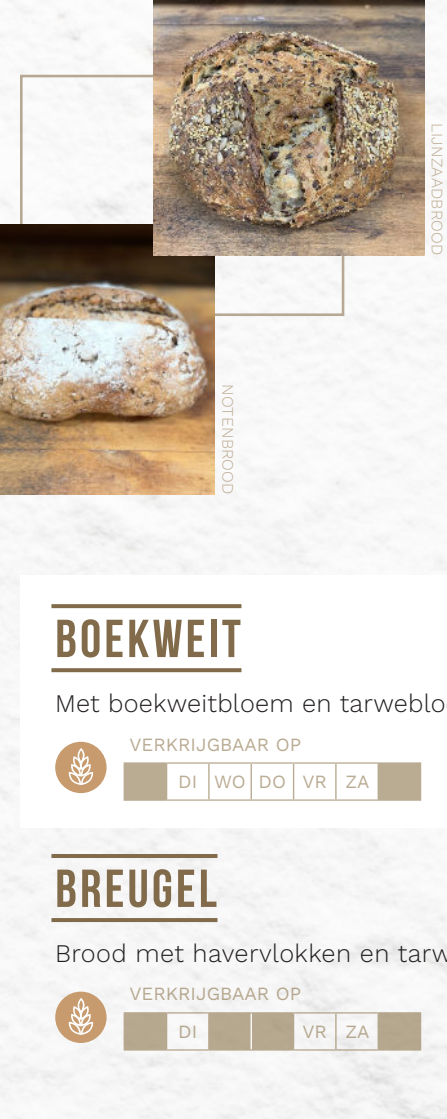 LIJNZAADBROOD
NOTENBROOD
BOEKWEIT
Met boekweitbloem en tarweblo
VERKRIJGBAAR OP
DI WO DO VR ZA
BREUGEL
Brood met havervlokken en tarw
VERKRIJGBAAR OP
DI VR ZA